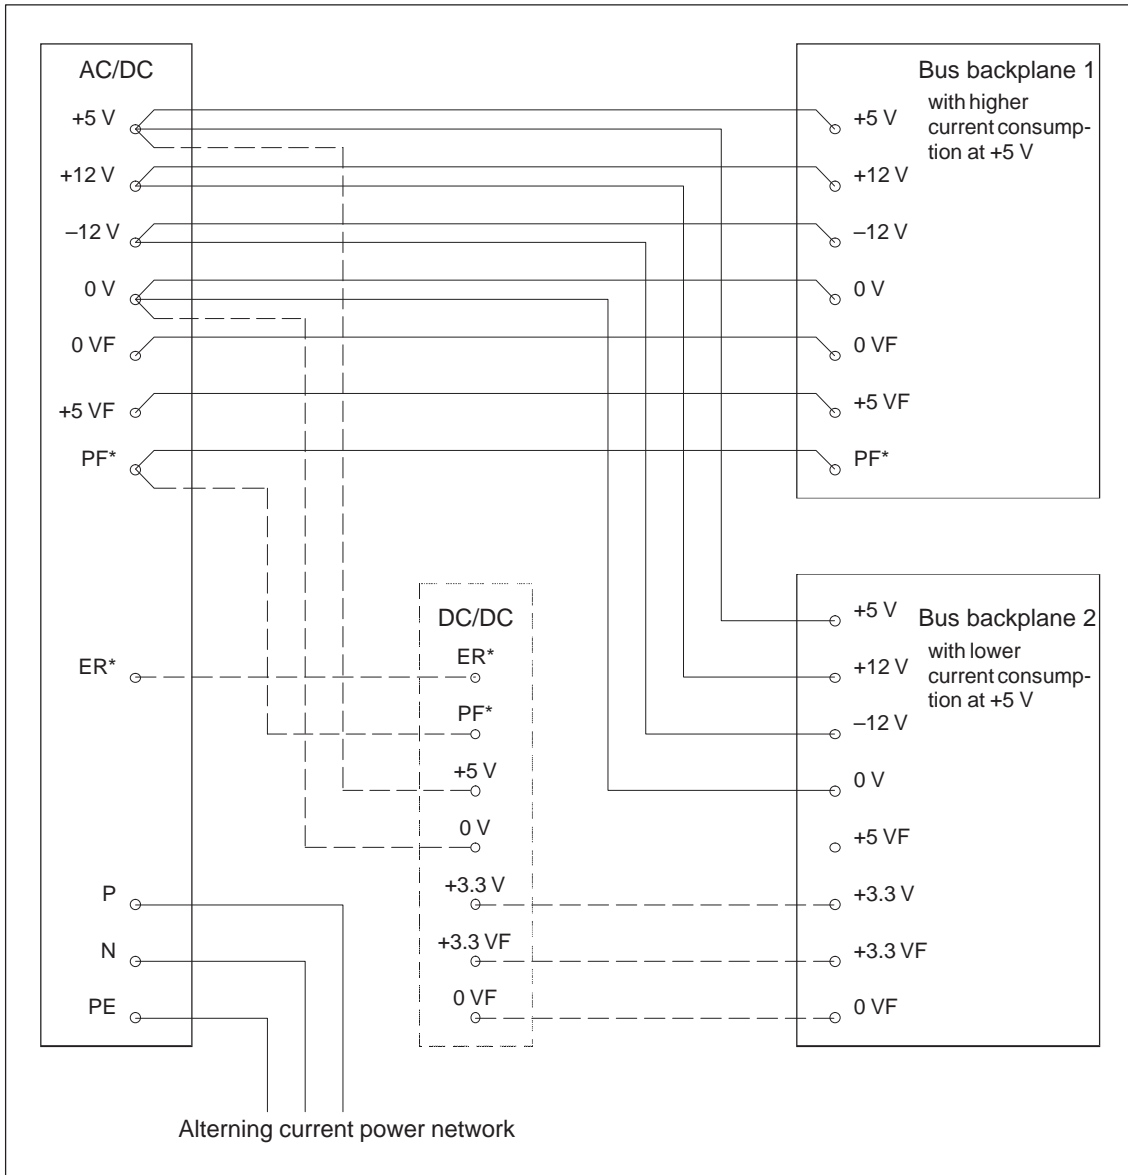 AC/DC
+5 V
+12 V
–12 V
0 V
0 VF
+5 VF
PF*
ER*
P
N
PE
DC/DC
ER*
PF*
+5 V
0 V
+3.3 V
+3.3 VF
0 VF
Bus backplane 1
with higher
current consump-
tion at +5 V
+5 V
+12 V
–12 V
0 V
0 VF
+5 VF
PF*
Bus backplane 2
with lower
current consump-
tion at +5 V
+5 V
+12 V
–12 V
0 V
+5 VF
+3.3 V
+3.3 VF
0 VF
Alterning current power network